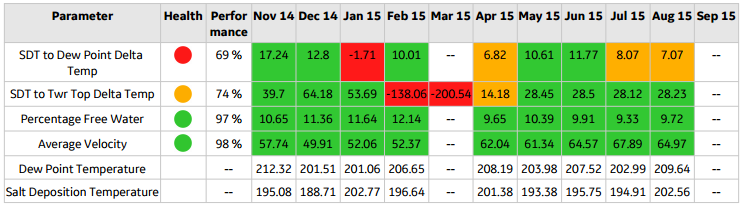 Parameter Health Perfor mance Nov 14 Dec 14 Jan 15 Feb 15 Mar 15 Apr 15 May 15 Jun 15 Jul 15 Aug 15 Sep 15
SDT to Dew Point Delta Temp 69 % 17.24 12.8 -1.71 10.01 -- 6.82 10.61 11.77 8.07 7.07 --
SDT to Twr Top Delta Temp 74 % 39.7 64.18 53.69 -138.06 -200.54 14.18 28.45 28.5 28.12 28.23 --
Percentage Free Water 97 % 10.65 11.36 11.64 12.14 -- 9.65 10.39 9.91 9.33 9.72 --
Average Velocity 98 % 57.74 49.91 52.06 52.37 -- 62.04 61.34 64.57 67.89 64.97 --
Dew Point Temperature -- 212.32 201.51 201.06 206.65 -- 208.19 203.98 207.52 202.99 209.64 --
Salt Deposition Temperature -- 195.08 188.71 202.77 196.64 -- 201.38 193.38 195.75 194.91 202.56 --